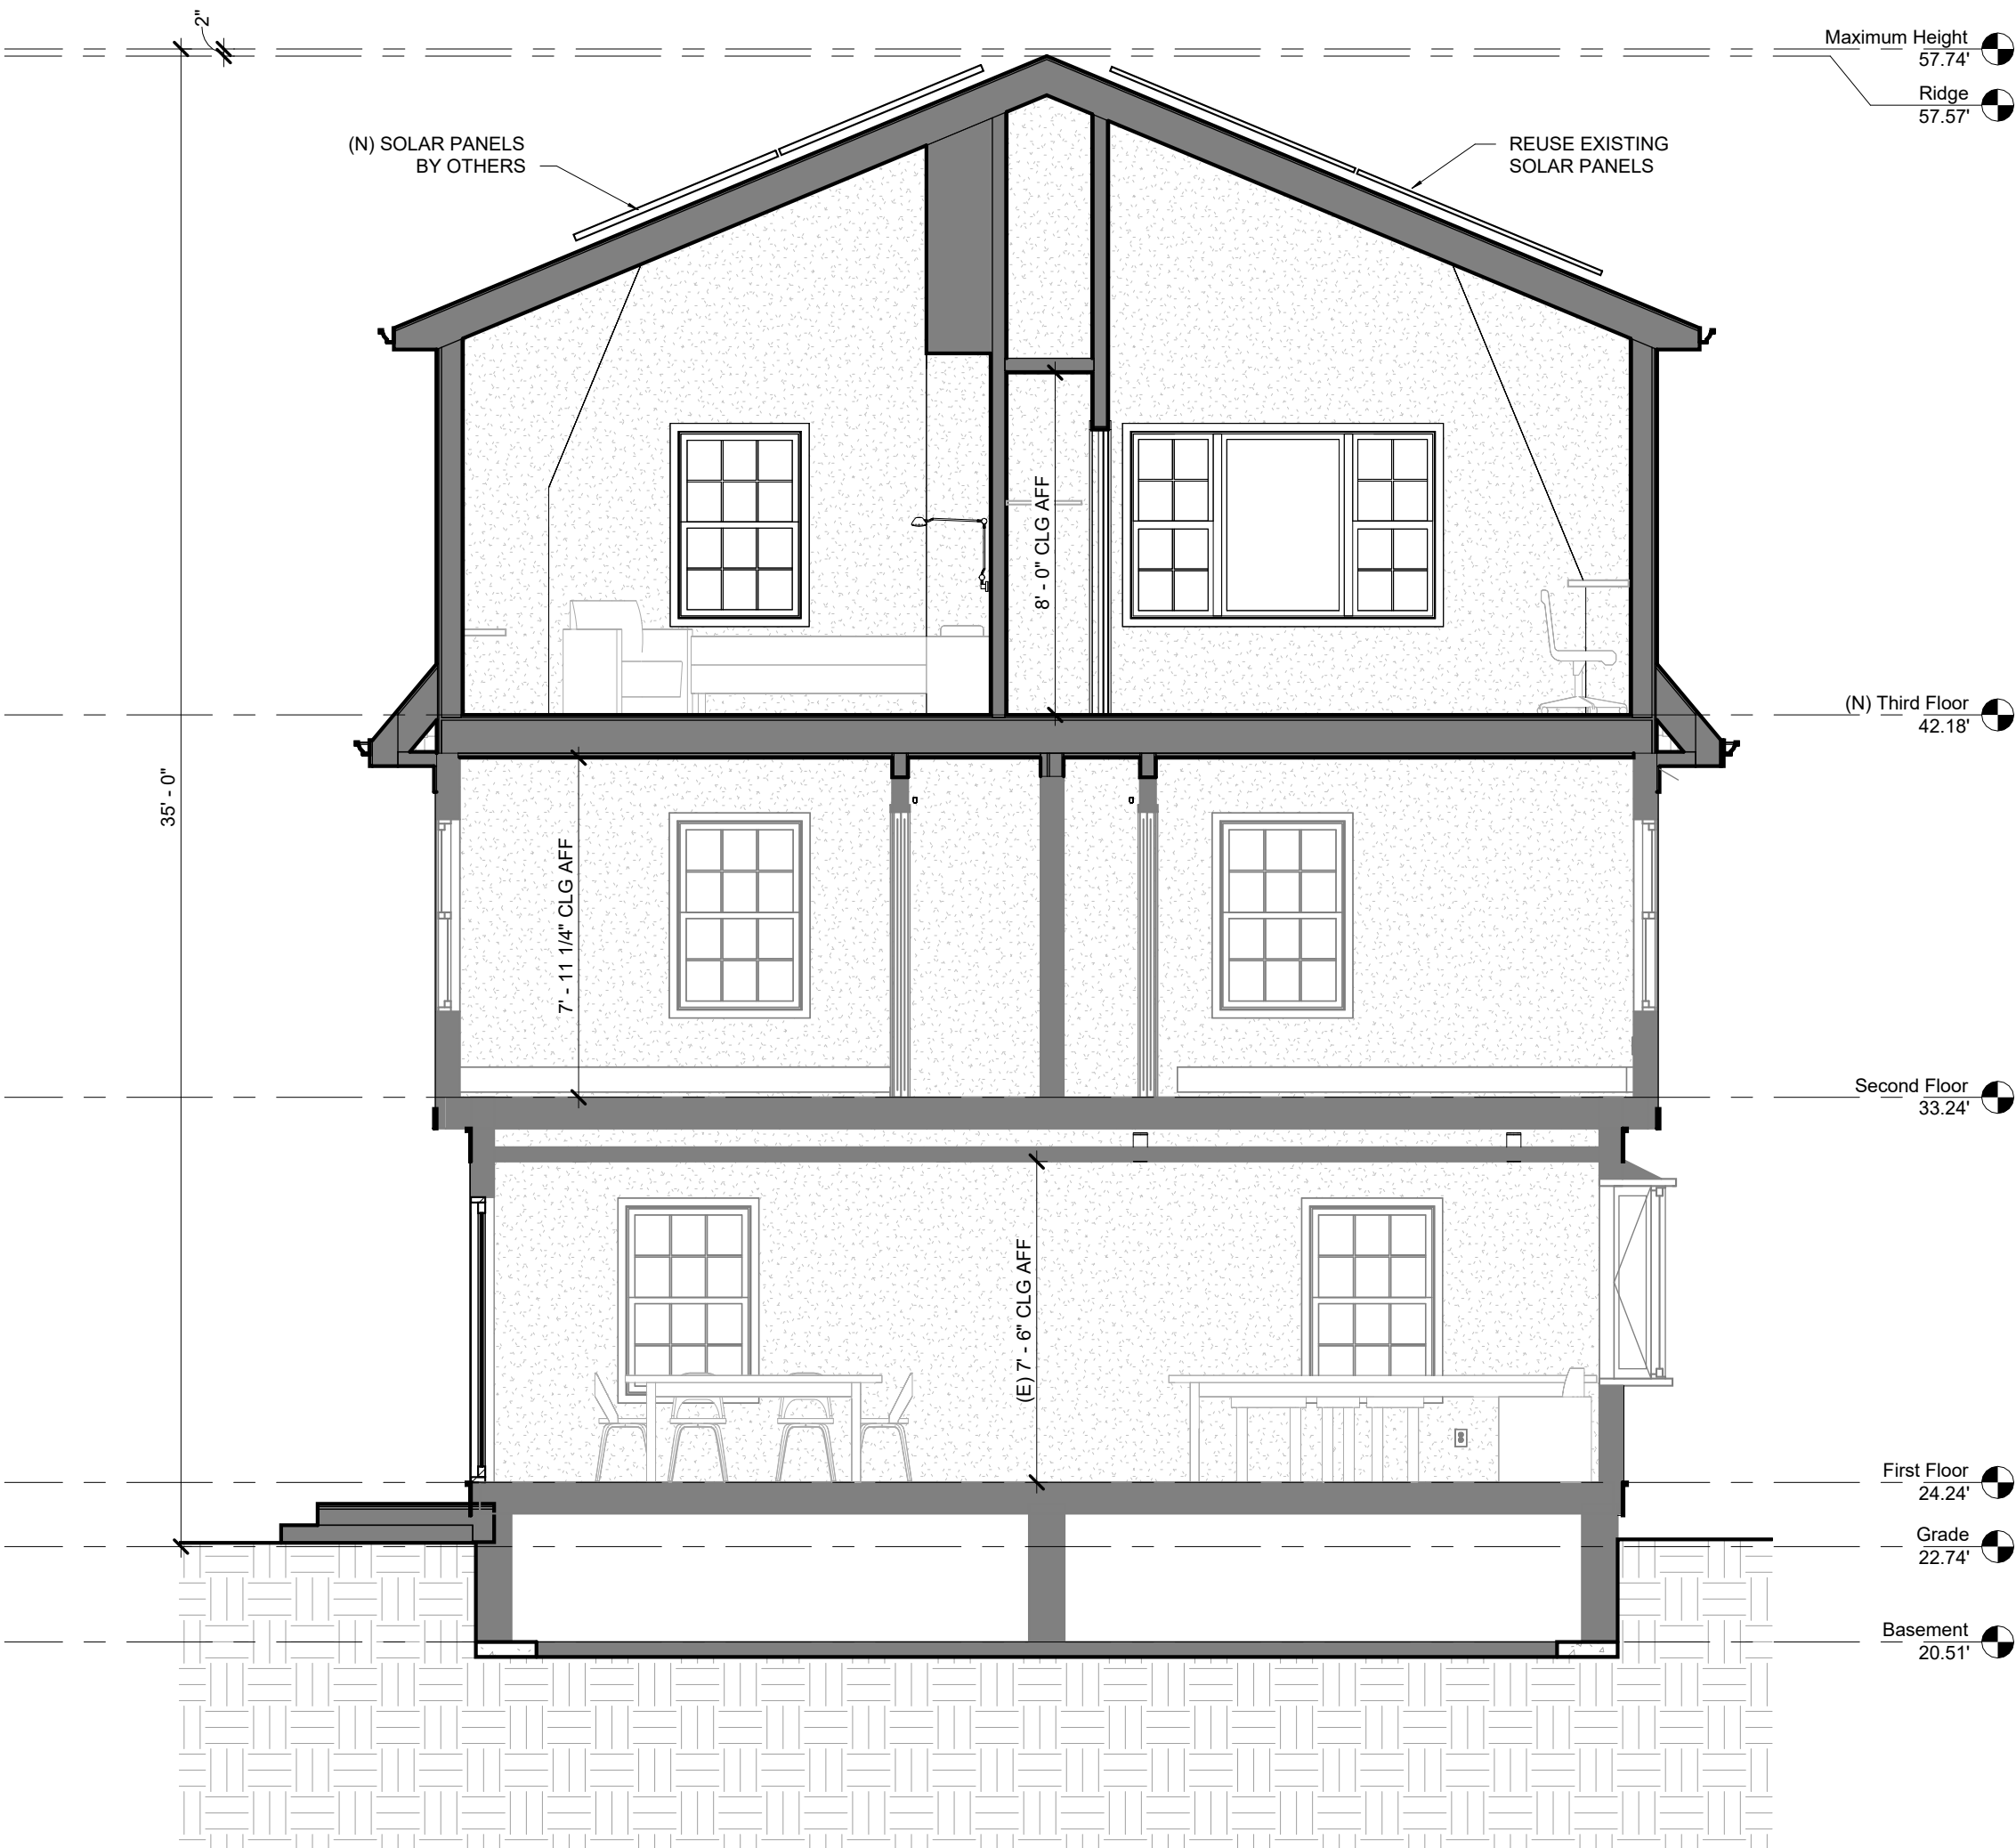 2"
Maximum Height
57.74'
Ridge
57.57'
(N) SOLAR PANELS
BY OTHERS
REUSE EXISTING
SOLAR PANELS
8' - 0" CLG AFF
(N) Third Floor
42.18'
35' - 0"
7' - 11 1/4" CLG AFF
Second Floor
33.24'
(E) 7' - 6" CLG AFF
First Floor
24.24'
Grade
22.74'
Basement
20.51'